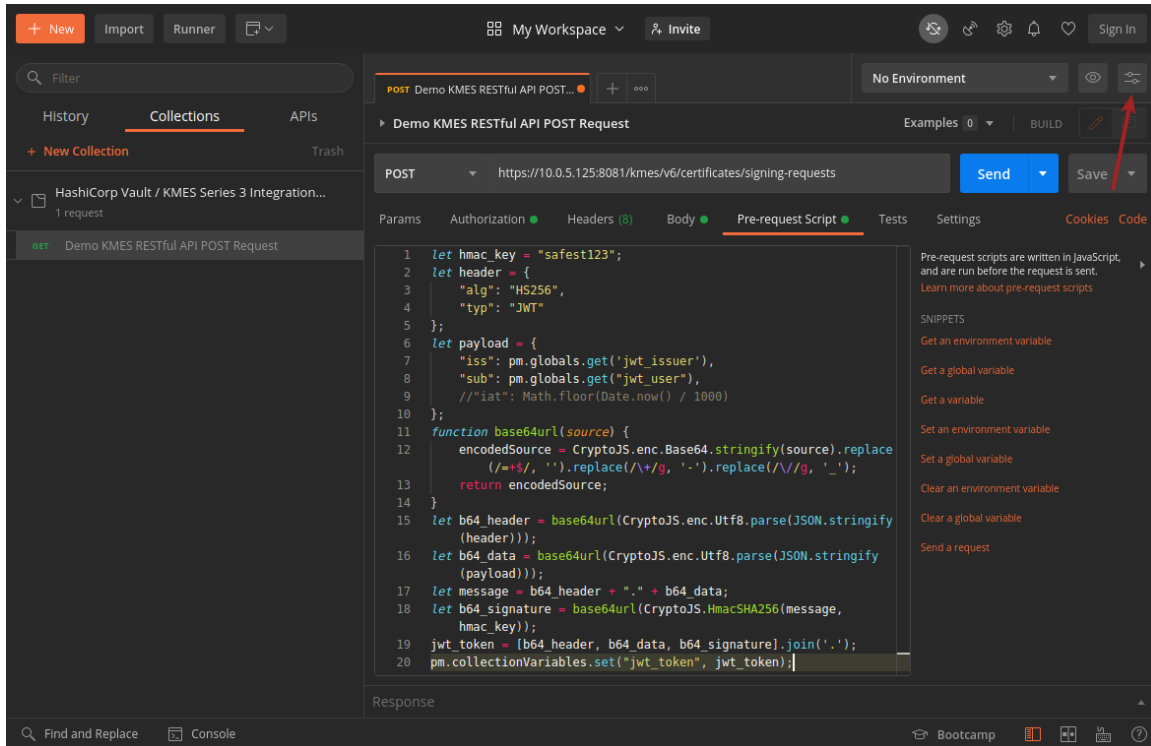 + New
Import
Runner
My Workspace
Invite
Sign In
Filter
History
Collections
APIs
+ New Collection
Trash
HashiCorp Vault / KMES Series 3 Integration...
1 request
GET Demo KMES RESTful API POST Request
POST Demo KMES RESTful API POST...
No Environment
Demo KMES RESTful API POST Request
Examples 0
BUILD
POST
https://10.0.5.125:8081/kmes/v6/certificates/signing-requests
Send
Save
Params
Authorization
Headers (8)
Body
Pre-request Script
Tests
Settings
Cookies
Code
1 let hmac_key = "safest123";
2 let header = {
3 "alg": "HS256",
4 "typ": "JWT"
5 };
6 let payload = {
7 "iss": pm.globals.get('jwt_issuer'),
8 "sub": pm.globals.get("jwt_user"),
9 //"iat": Math.floor(Date.now() / 1000)
10 };
11 function base64url(source) {
12 encodedSource = CryptoJS.enc.Base64.stringify(source).replace
(/=+$/, '').replace(/\+/g, '-').replace(/\//g, '_');
13 return encodedSource;
14 }
15 let b64_header = base64url(CryptoJS.enc.Utf8.parse(JSON.stringify
(header)));
16 let b64_data = base64url(CryptoJS.enc.Utf8.parse(JSON.stringify
(payload)));
17 let message = b64_header + "." + b64_data;
18 let b64_signature = base64url(CryptoJS.HmacSHA256(message,
hmac_key));
19 jwt_token = [b64_header, b64_data, b64_signature].join('.');
20 pm.collectionVariables.set("jwt_token", jwt_token);
Pre-request scripts are written in JavaScript,
and are run before the request is sent.
Learn more about pre-request scripts
SNIPPETS
Get an environment variable
Get a global variable
Get a variable
Set an environment variable
Set a global variable
Clear an environment variable
Clear a global variable
Send a request
Response
Find and Replace
Console
Bootcamp